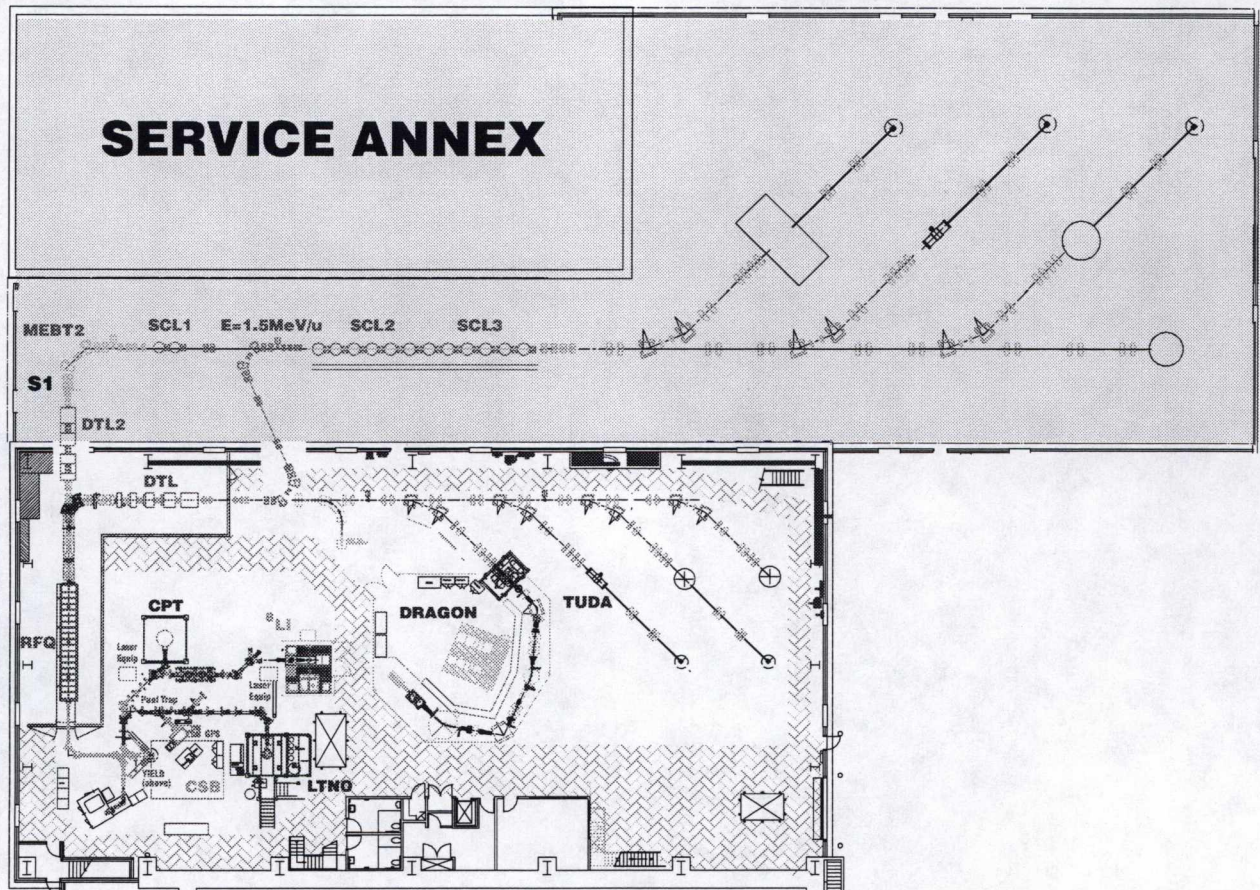 SERVICE ANNEX
MEBT2
SCL1
E=1.5MeV/u
SCL2
SCL3
S1
DTL2
DTL
CPT
LI
DRAGON
TUDA
RFQ
Laser
Equip
Laser
Equip
Paul Trap
GPS
YIELD
(above)
CSB
LTNO